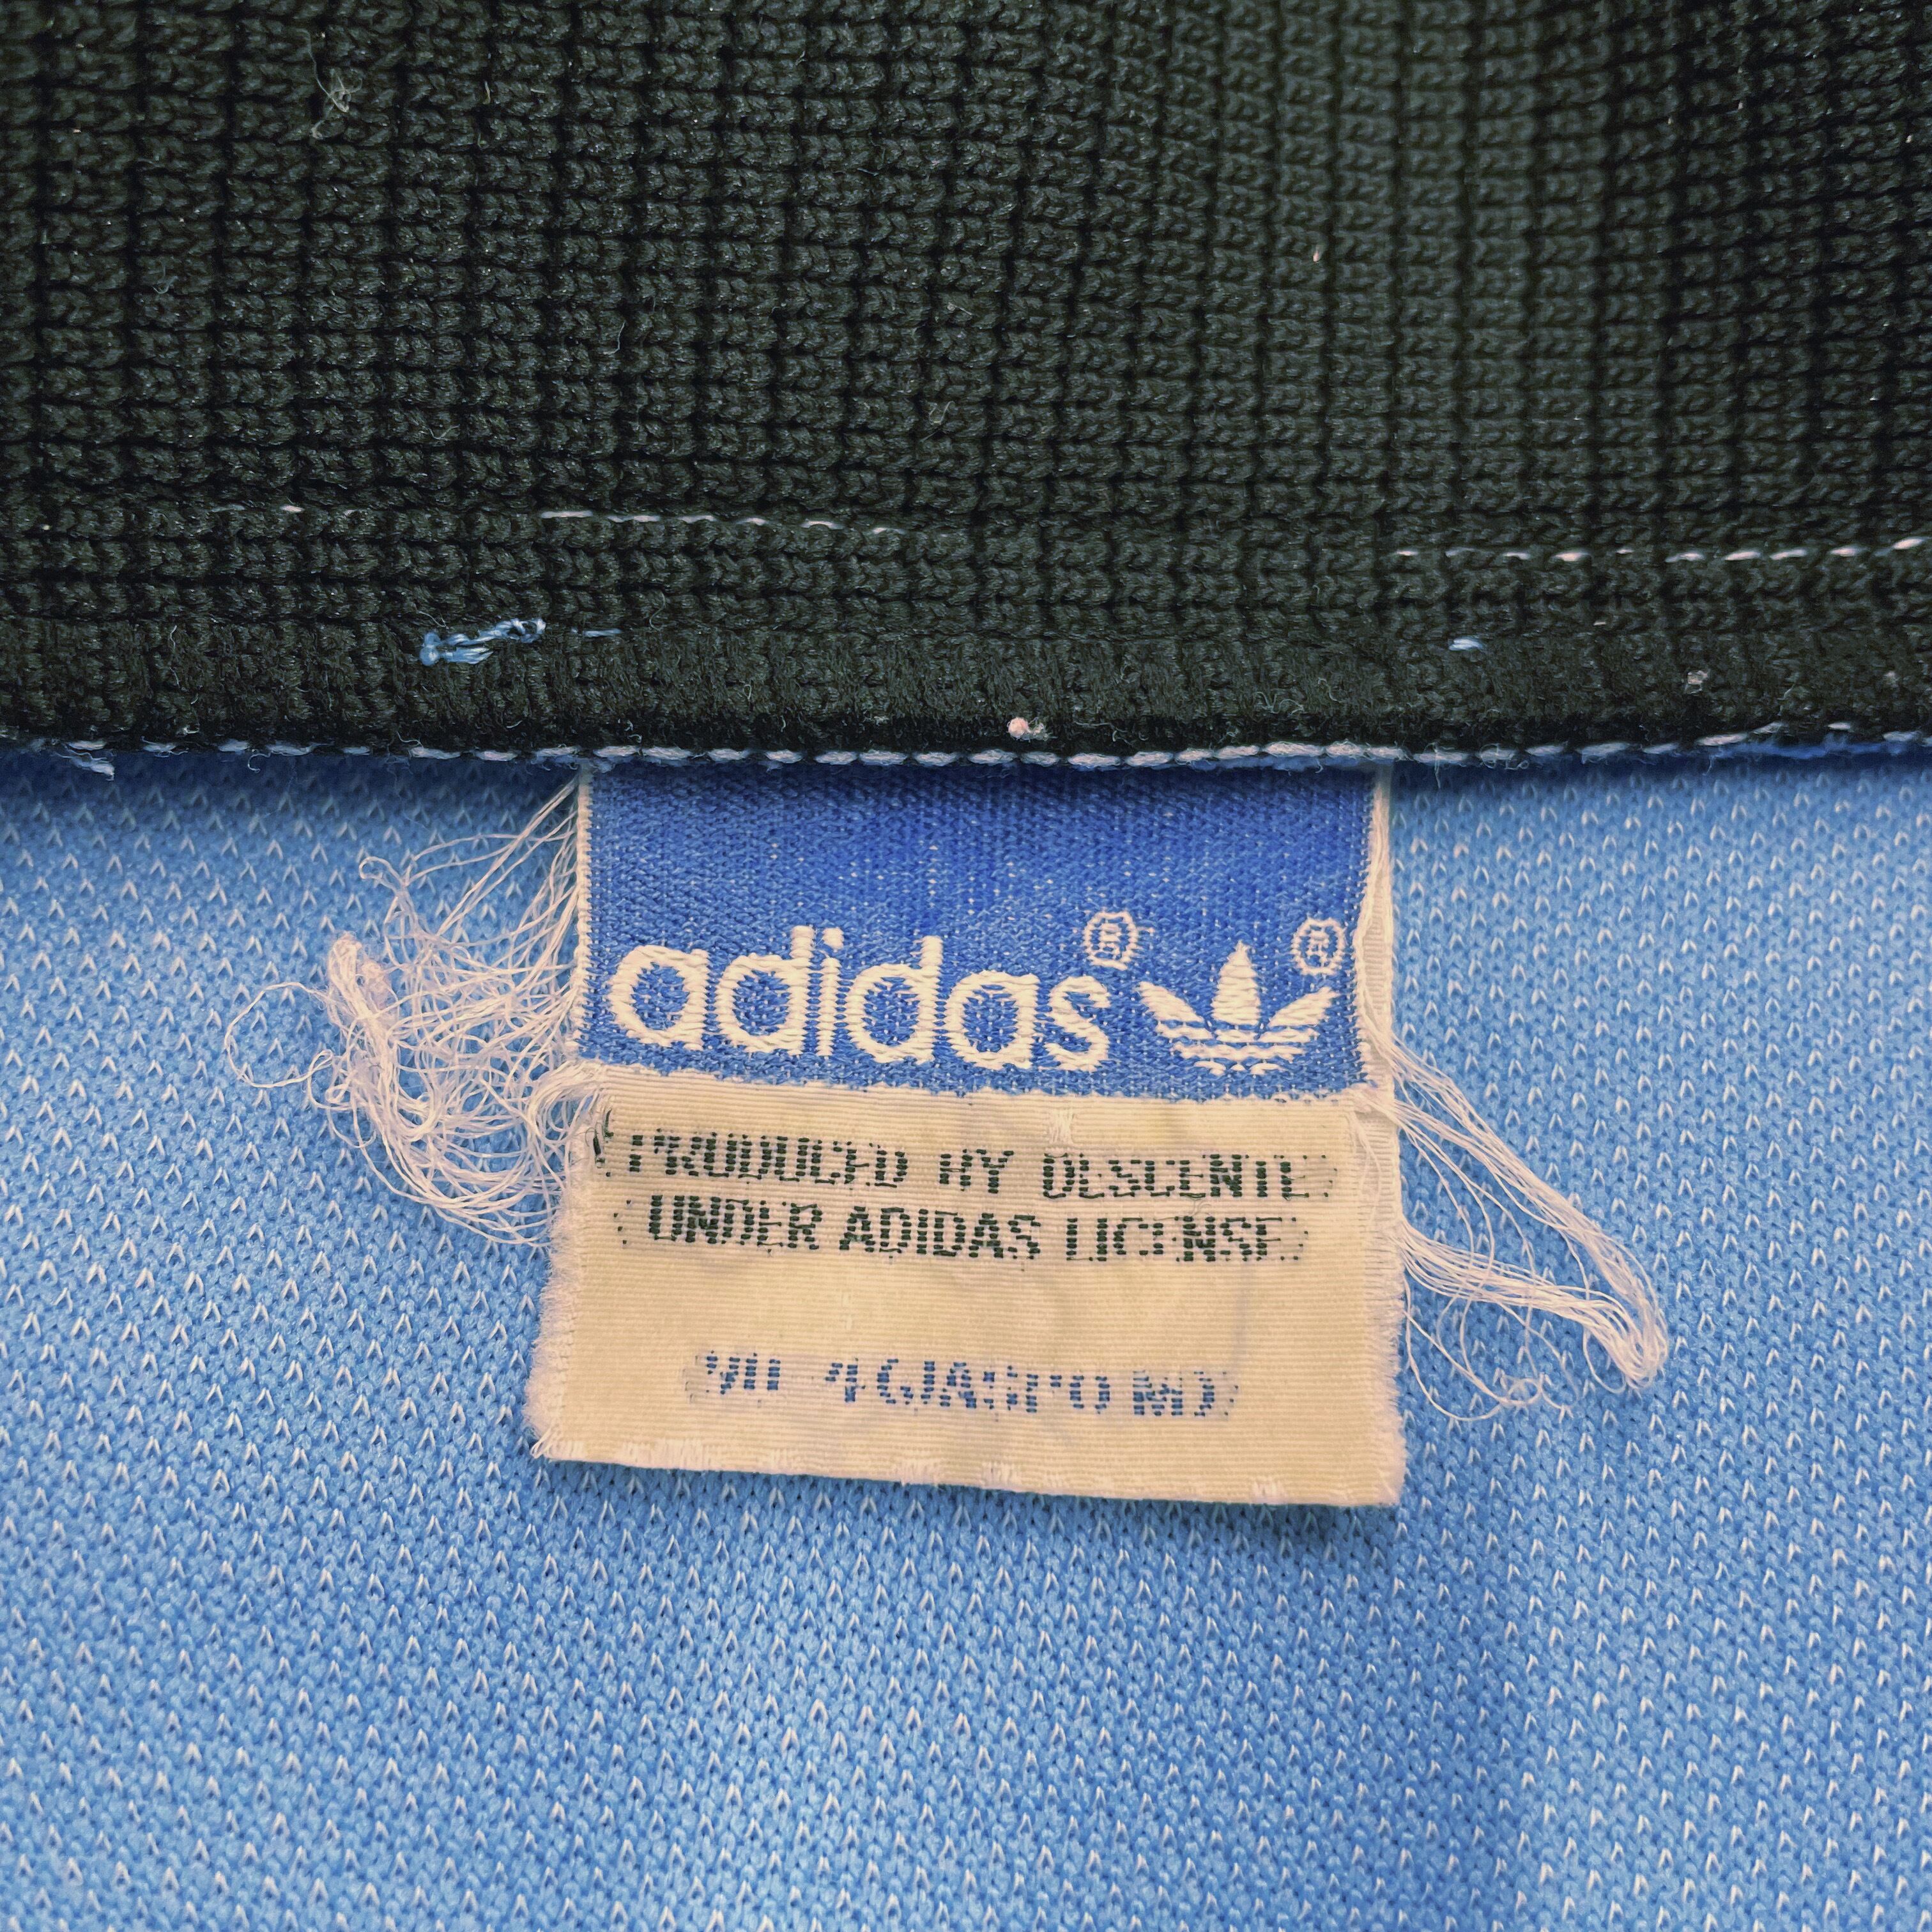 adidas® ®
PRODUCED BY DESCENTE
UNDER ADIDAS LICENSE